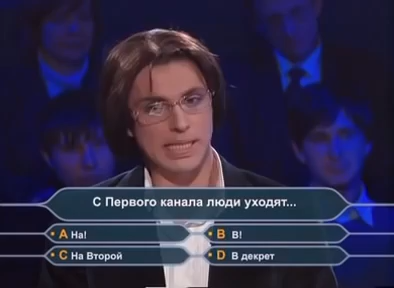 С Первого канала люди уходят...
A На!
B В!
C На Второй
D В декрет